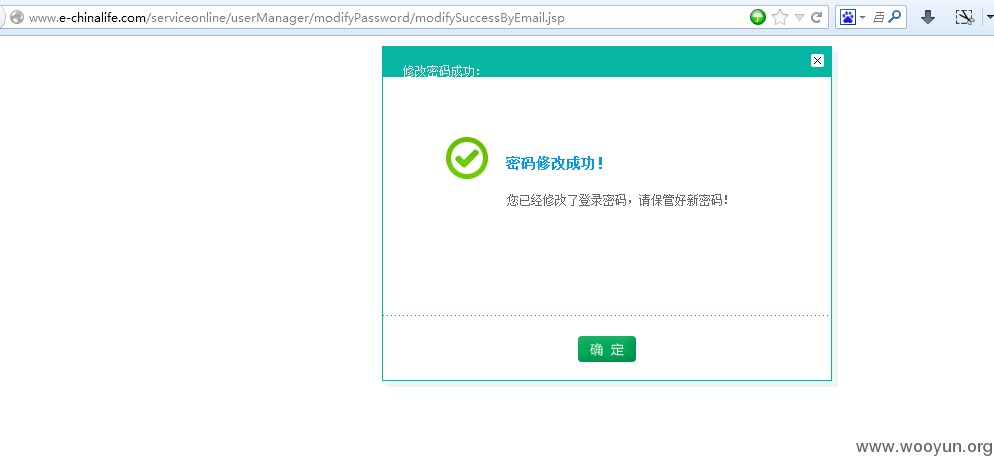 www.e-chinalife.com/serviceonline/userManager/modifyPassword/modifySuccessByEmail.jsp
修改密码成功：
密码修改成功！
您已经修改了登录密码，请保管好新密码！
确 定
www.wooyun.org